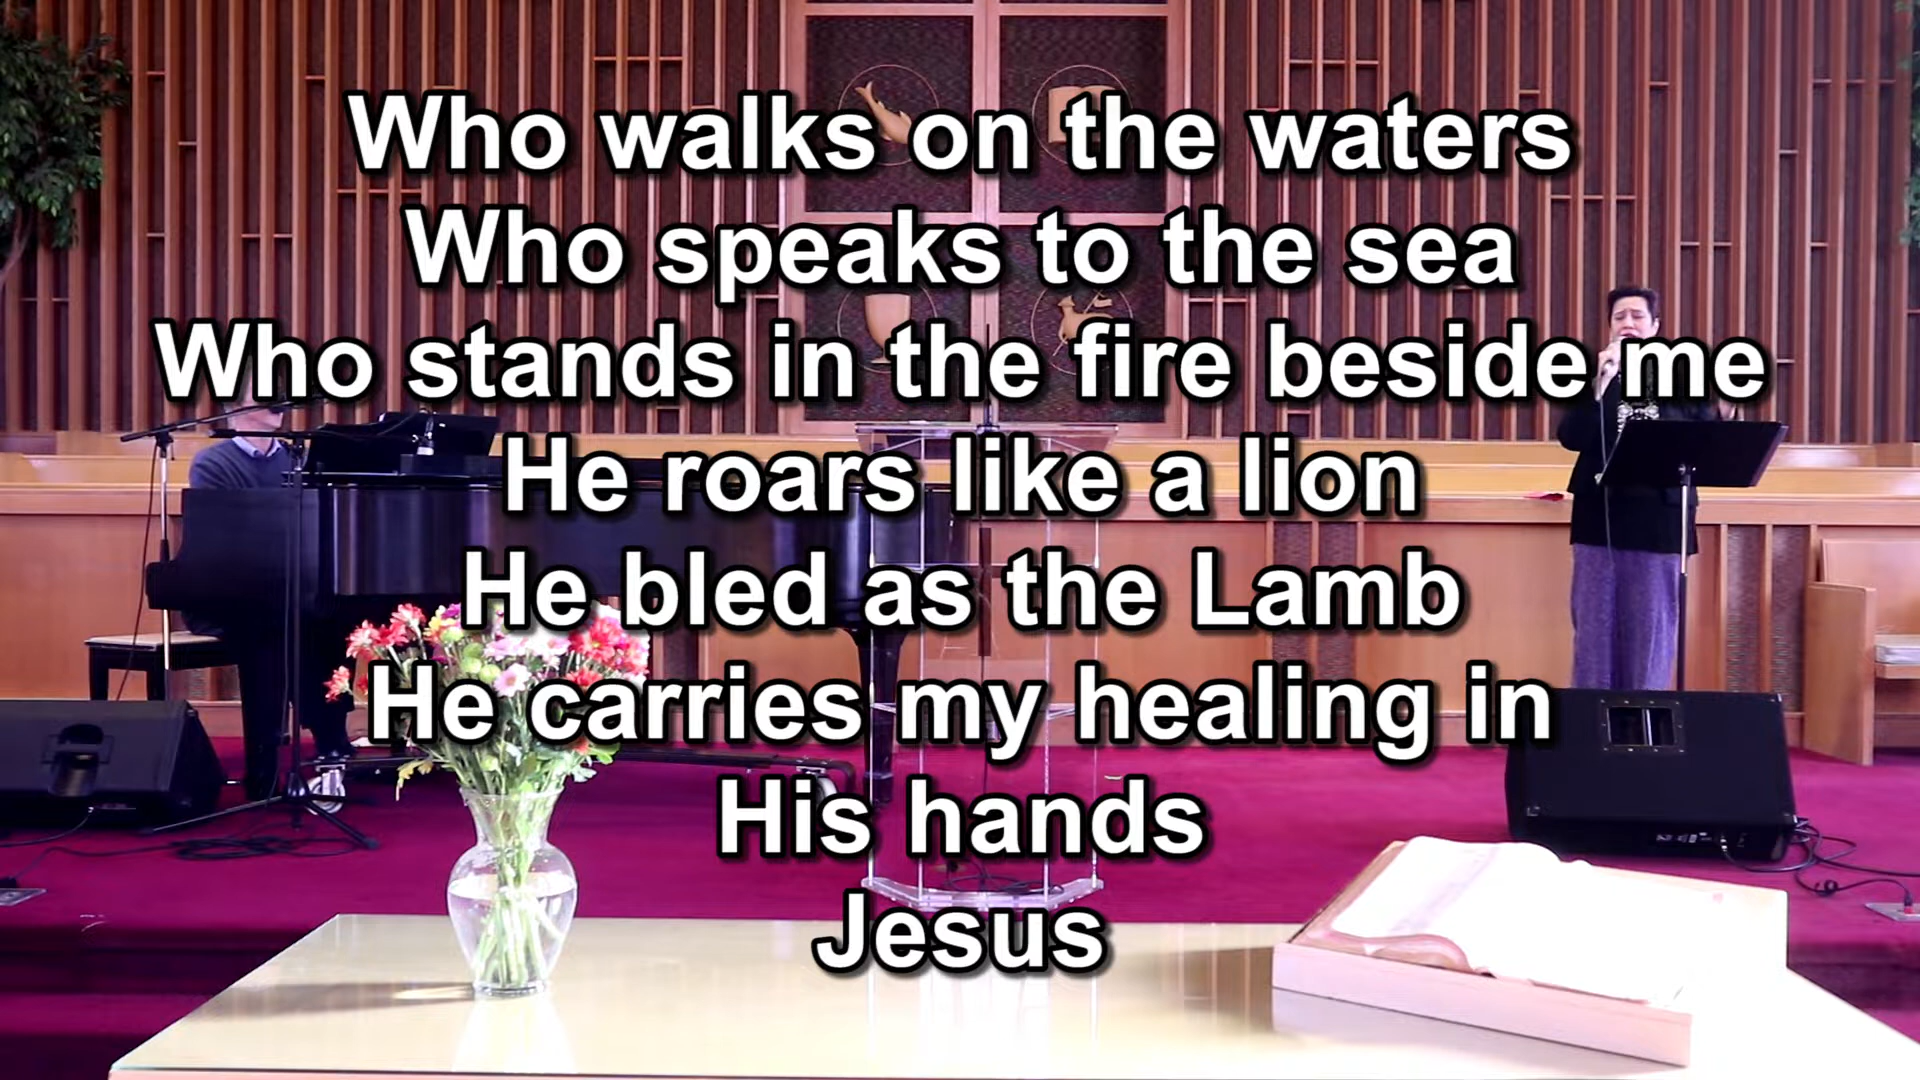 Who walks on the waters
Who speaks to the sea
Who stands in the fire beside me
He roars like a lion
He bled as the Lamb
He carries my healing in
His hands
Jesus